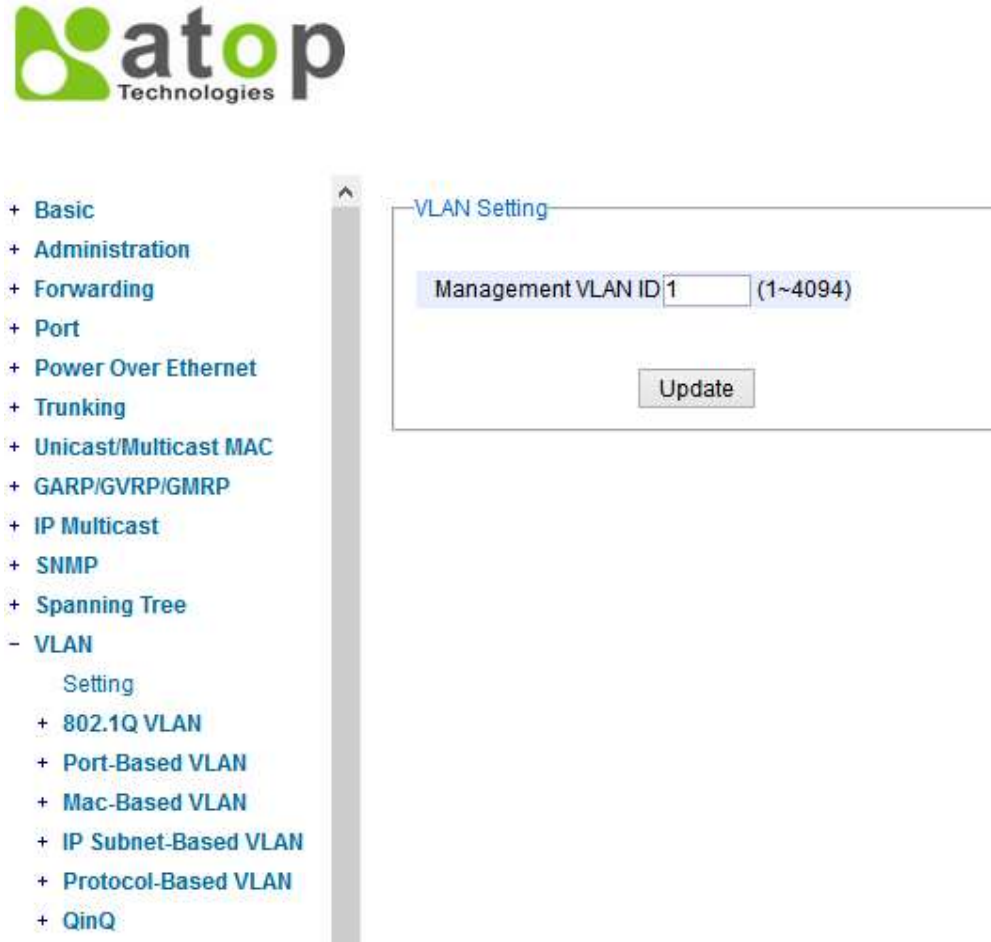 atop
Technologies
+ Basic
+ Administration
+ Forwarding
+ Port
+ Power Over Ethernet
+ Trunking
+ Unicast/Multicast MAC
+ GARP/GVRP/GMRP
+ IP Multicast
+ SNMP
+ Spanning Tree
- VLAN
Setting
+ 802.1Q VLAN
+ Port-Based VLAN
+ Mac-Based VLAN
+ IP Subnet-Based VLAN
+ Protocol-Based VLAN
+ QinQ
VLAN Setting
Management VLAN ID 1 (1~4094)
Update